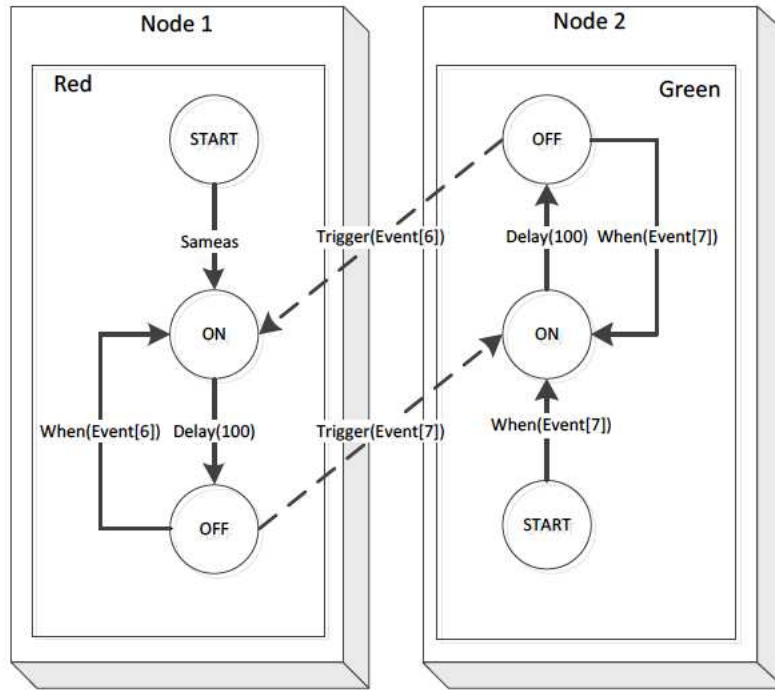 Node 1
Red
START
Sameas
ON
When(Event[6])
Delay(100)
OFF
Trigger(Event[6])
Trigger(Event[7])
Node 2
Green
OFF
Delay(100)
When(Event[7])
ON
When(Event[7])
START